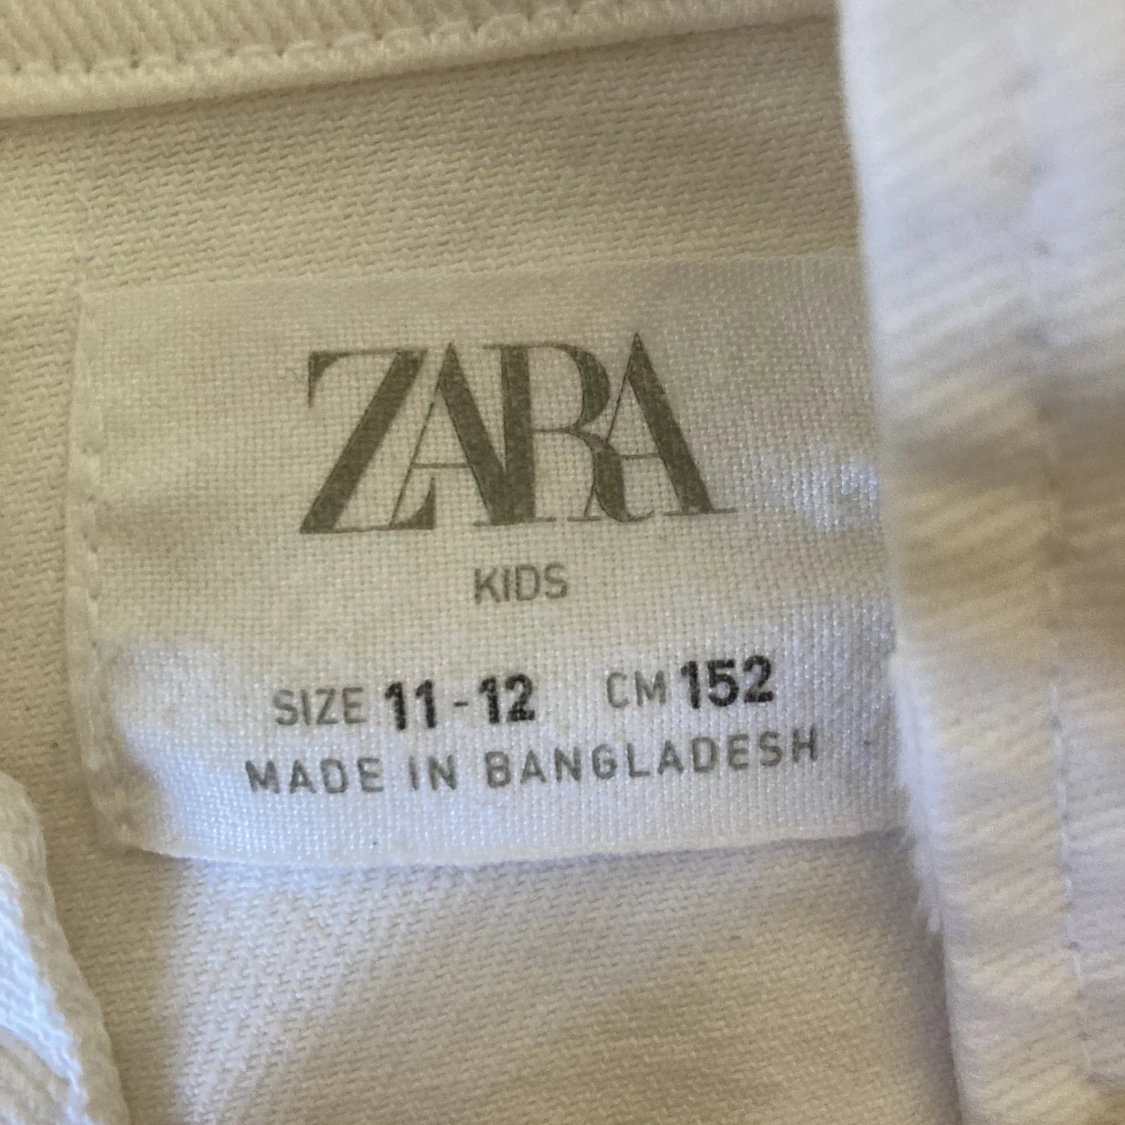 ZARA
KIDS
SIZE 11-12 CM 152
MADE IN BANGLADESH